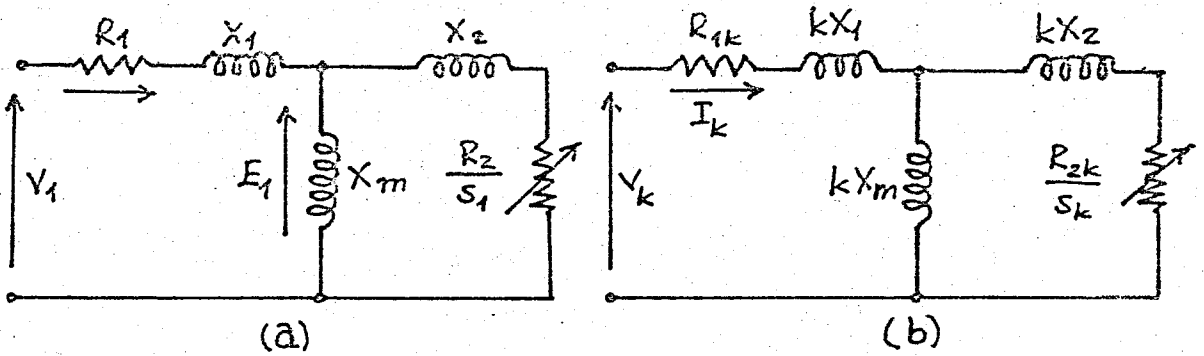 R1 X1 X2
V1 E1 Xm R2/s1
(a)
R1k kX1 kX2
Ik
Vk kXm R2k/sk
(b)